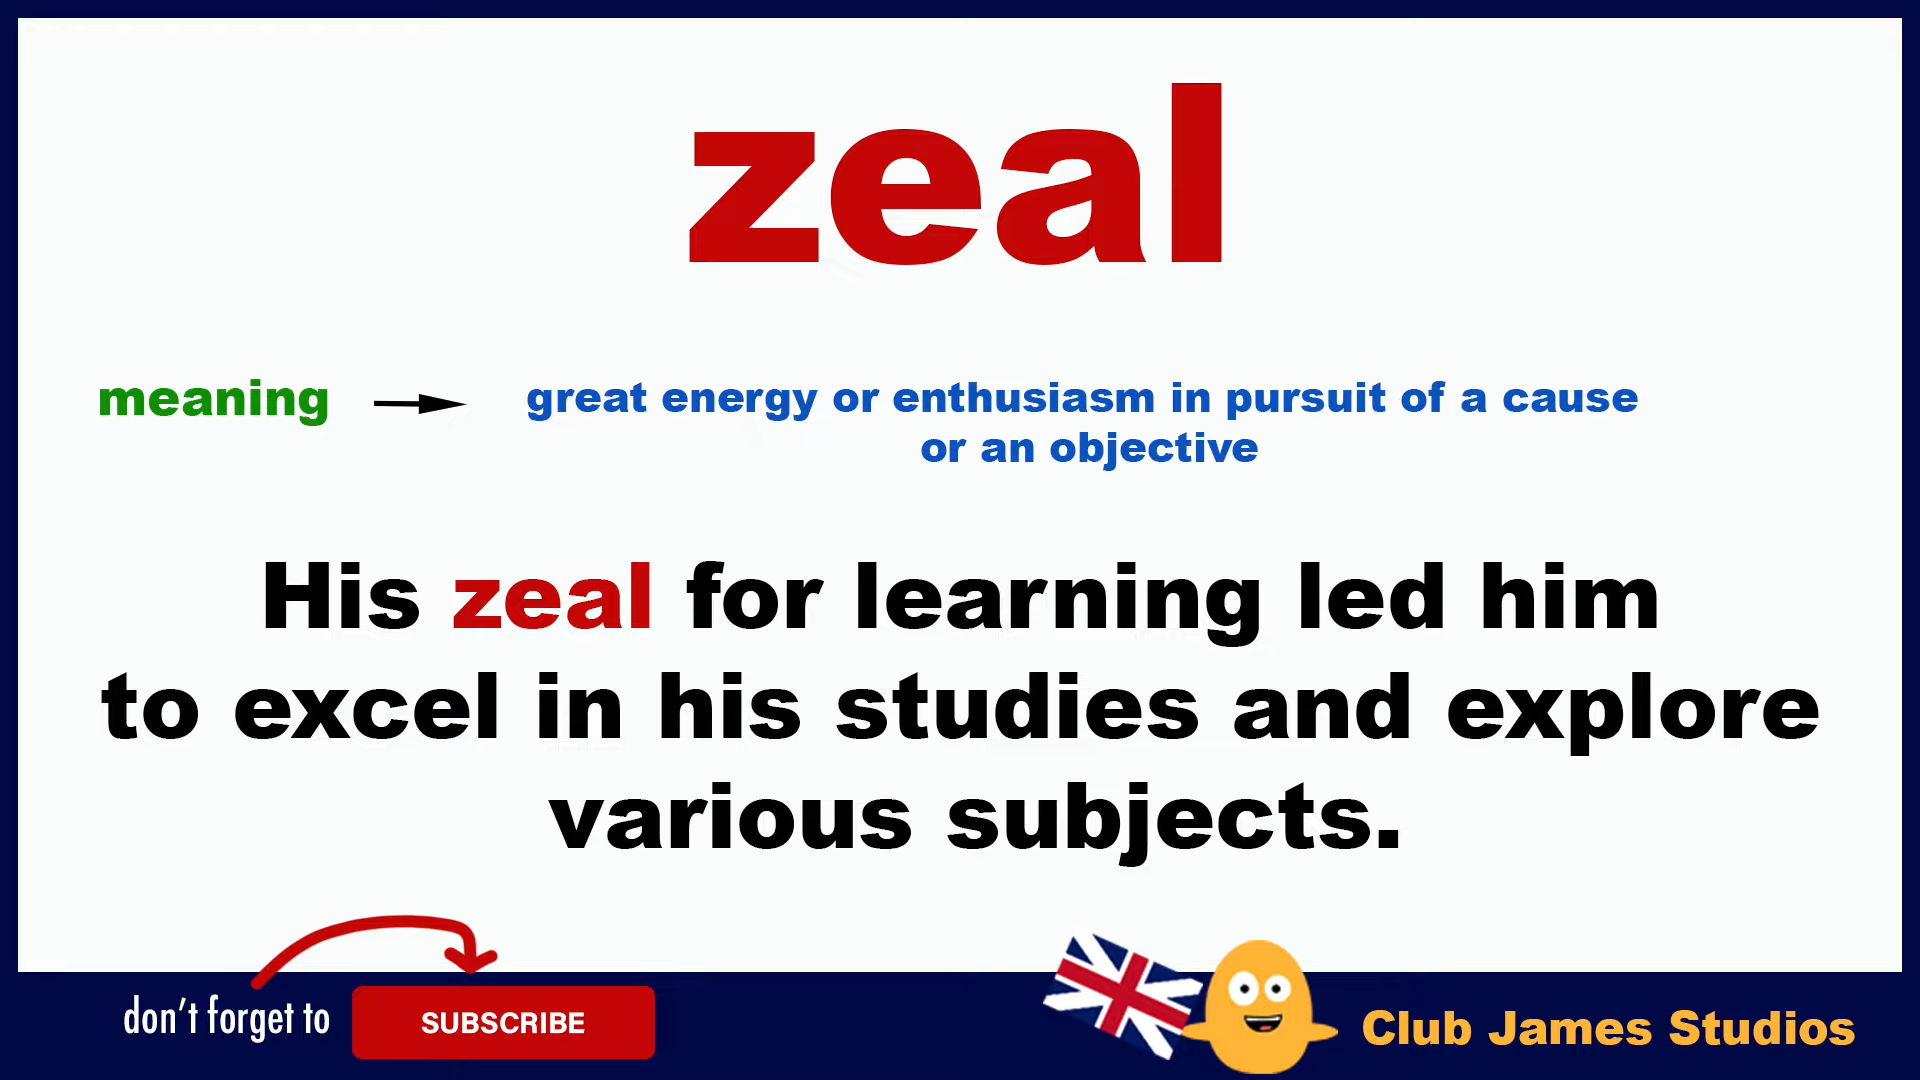 zeal
meaning
great energy or enthusiasm in pursuit of a cause
or an objective
His zeal for learning led him
to excel in his studies and explore
various subjects.
don't forget to
SUBSCRIBE
Club James Studios